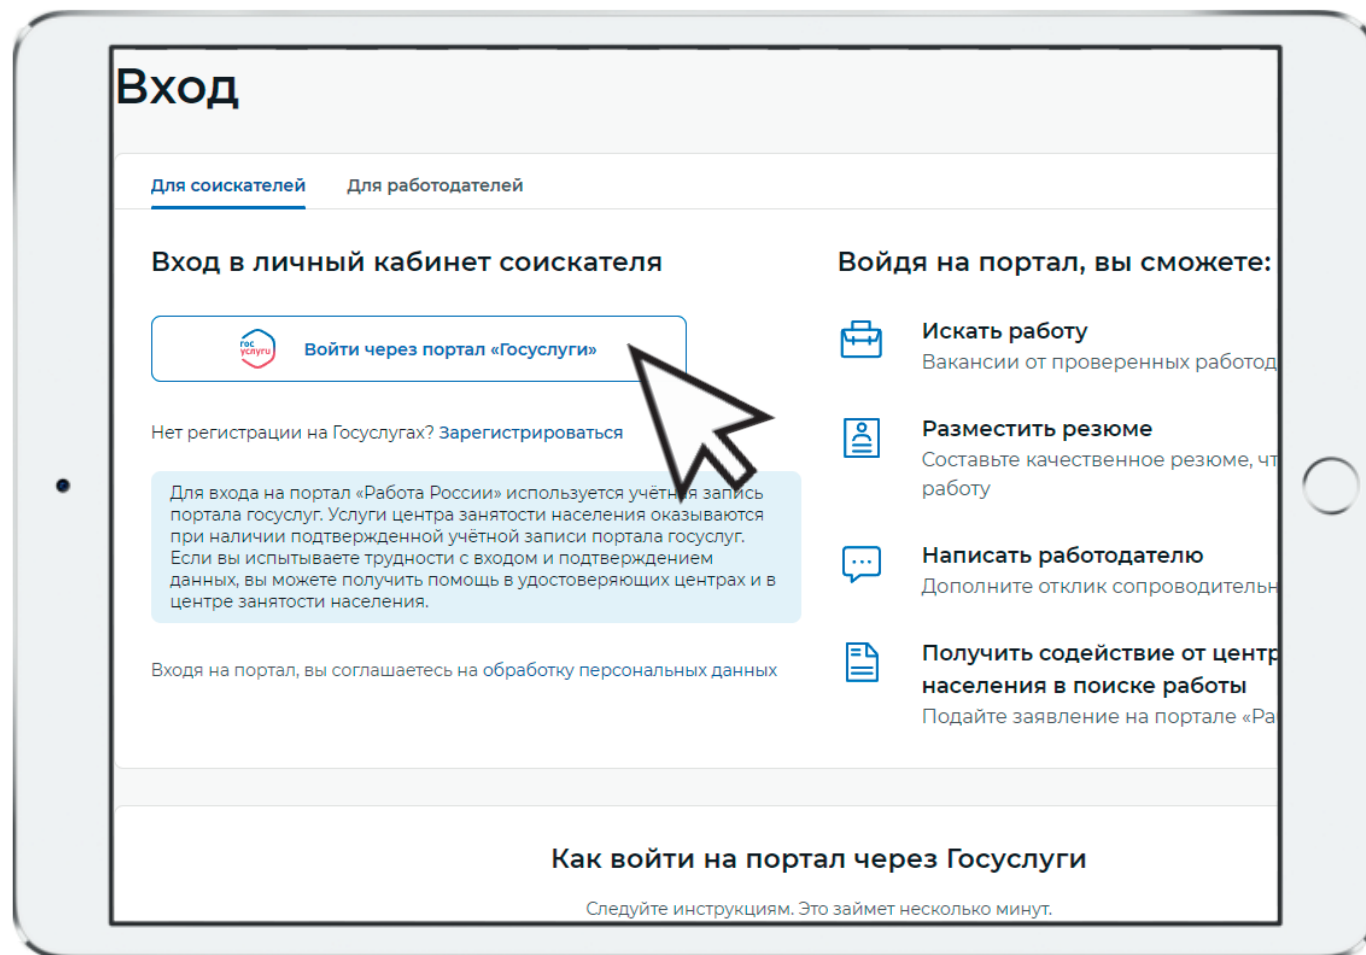 Вход
Для соискателей
Для работодателей
Вход в личный кабинет соискателя
гос
услуги
Войти через портал «Госуслуги»
Нет регистрации на Госуслугах? Зарегистрироваться
Для входа на портал «Работа России» используется учётная запись
портала госуслуг. Услуги центра занятости населения оказываются
при наличии подтвержденной учётной записи портала госуслуг.
Если вы испытываете трудности с входом и подтверждением
данных, вы можете получить помощь в удостоверяющих центрах и в
центре занятости населения.
Входя на портал, вы соглашаетесь на обработку персональных данных
Войдя на портал, вы сможете:
Искать работу
Вакансии от проверенных работод
Разместить резюме
Составьте качественное резюме, чт
работу
Написать работодателю
Дополните отклик сопроводительн
Получить содействие от центр
населения в поиске работы
Подайте заявление на портале «Ра
Как войти на портал через Госуслуги
Следуйте инструкциям. Это займет несколько минут.